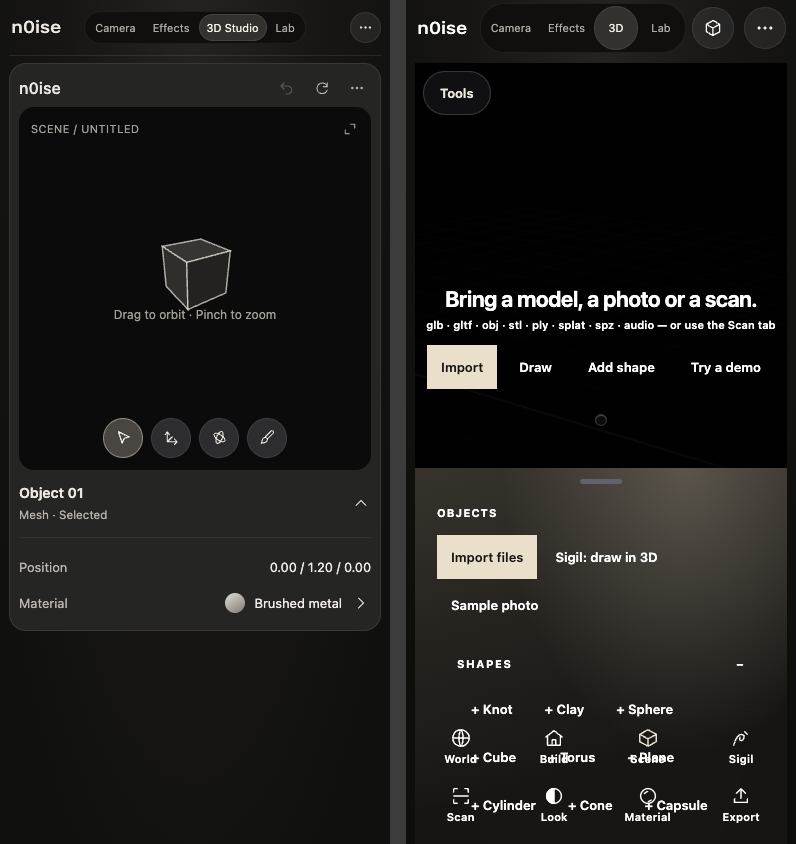 n0ise
Camera Effects 3D Studio Lab
n0ise
SCENE / UNTITLED
Drag to orbit · Pinch to zoom
Object 01
Mesh · Selected
Position 0.00 / 1.20 / 0.00
Material Brushed metal
n0ise
Camera Effects 3D Lab
Tools
Bring a model, a photo or a scan.
glb · gltf · obj · stl · ply · splat · spz · audio — or use the Scan tab
Import Draw Add shape Try a demo
OBJECTS
Import files Sigil: draw in 3D
Sample photo
SHAPES –
+ Knot + Clay + Sphere
+ Cube + Torus + Plane
World Build Scene Sigil
+ Cylinder + Cone + Capsule
Scan Look Material Export